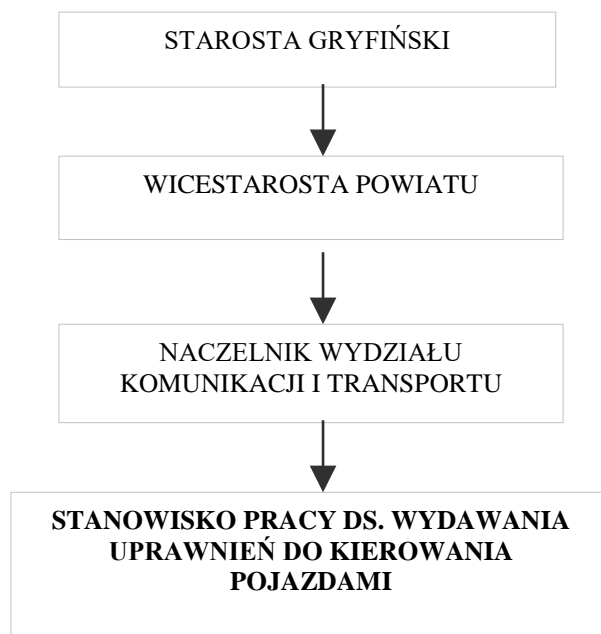 STAROSTA GRYFIŃSKI
WICESTAROSTA POWIATU
NACZELNIK WYDZIAŁU
KOMUNIKACJI I TRANSPORTU
STANOWISKO PRACY DS. WYDAWANIA
UPRAWNIEŃ DO KIEROWANIA
POJAZDAMI